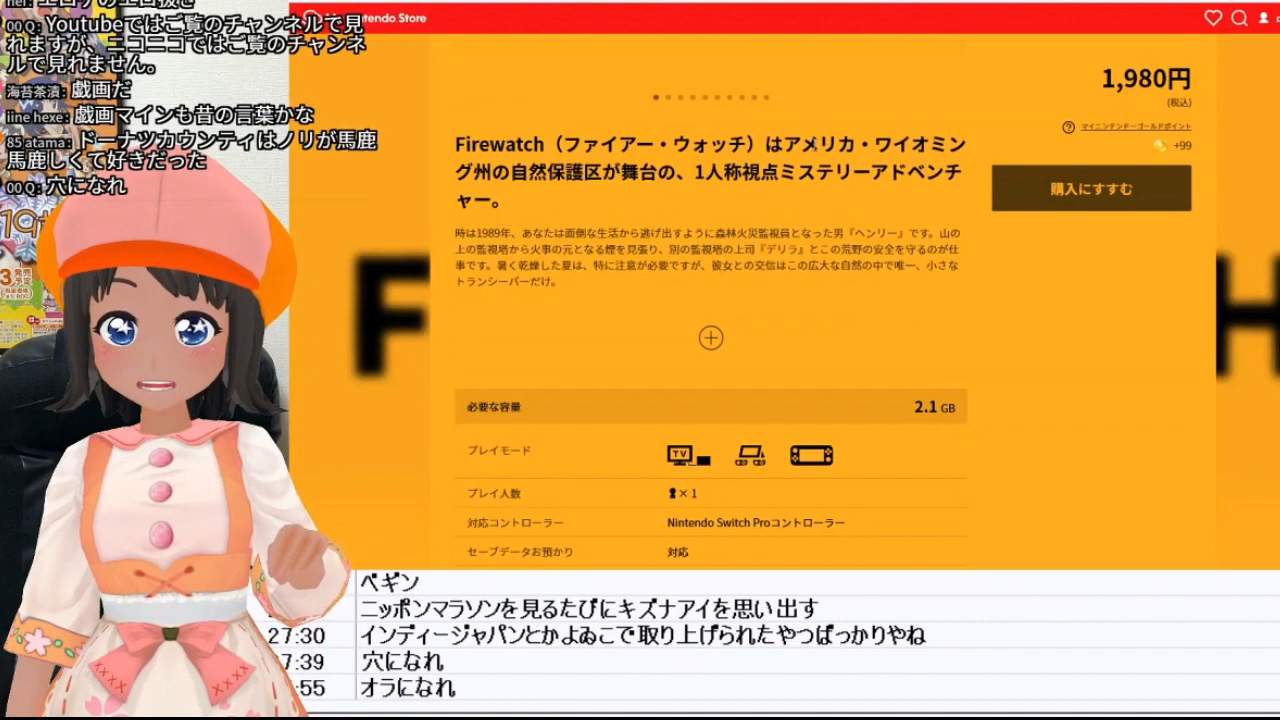 エロゲのエロ抜き
00 Q: Youtubeではご覧のチャンネルで見
れますが、ニコニコではご覧のチャンネ
ルで見れません。
海苔茶漬: 戯画だ
iine hexe: 戯画マインも昔の言葉かな
85 atama: ドーナツカウンティはノリが馬鹿
馬鹿しくて好きだった
00 Q: 穴になれ
Nintendo Store
1,980円
(税込)
マイニンテンドーゴールドポイント
+99
購入にすすむ
Firewatch（ファイアー・ウォッチ）はアメリカ・ワイオミン
グ州の自然保護区が舞台の、1人称視点ミステリーアドベンチ
ャー。
時は1989年、あなたは面倒な生活から逃げ出すように森林火災監視員となった男『ヘンリー』です。山の
上の監視塔から火事の元となる煙を見張り、別の監視塔の上司『デリラ』とこの荒野の安全を守るのが仕
事です。暑く乾燥した夏は、特に注意が必要ですが、彼女との交信はこの広大な自然の中で唯一、小さな
トランシーバーだけ。
F
H
必要な容量 2.1 GB
プレイモード TV
プレイ人数 × 1
対応コントローラー Nintendo Switch Proコントローラー
セーブデータお預かり 対応
ペギン
ニッポンマラソンを見るたびにキズナアイを思い出す
27:30 インディージャパンとかよゐこで取り上げられたやつばっかりやね
7:39 穴になれ
:55 オラになれ